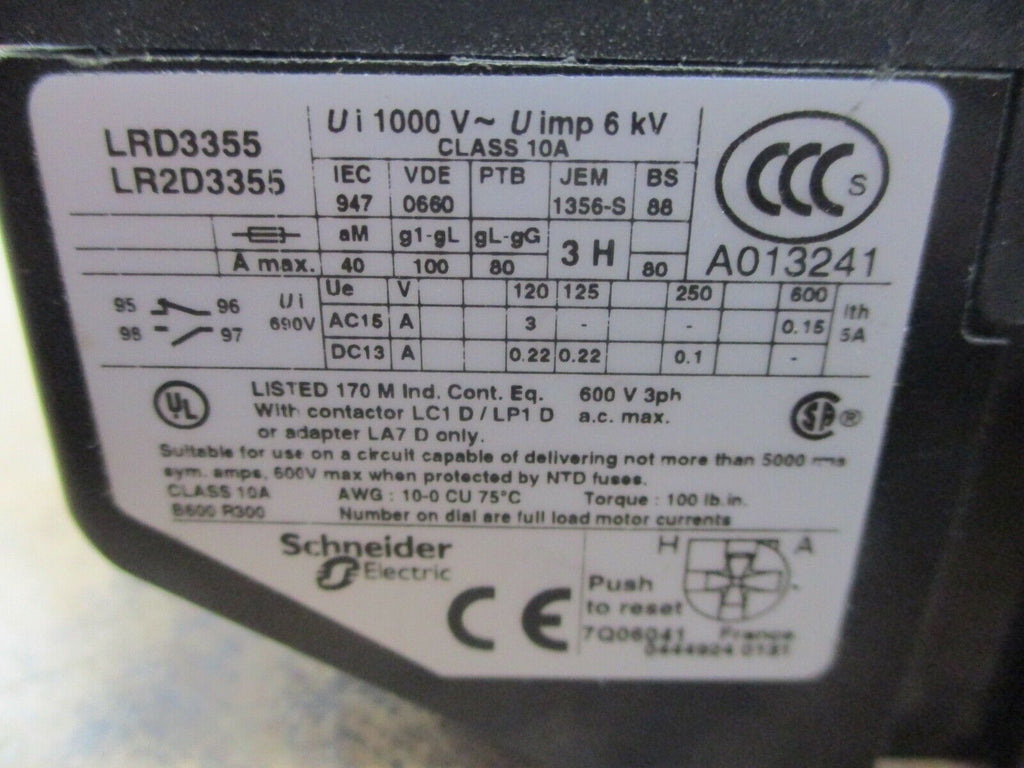 LRD3355
LR2D3355
Ui 1000 V~ Uimp 6 kV
CLASS 10A
IEC 947 VDE 0660 PTB JEM 1356-S BS 88
aM g1-gL gL-gG 3 H
A max. 40 100 80 80
CCC S
A013241
95 96
98 97
Ui 690V
Ue V 120 125 250 600
AC15 A 3 - - 0.15
DC13 A 0.22 0.22 0.1 -
Ith 5A
UL LISTED 170 M Ind. Cont. Eq. 600 V 3ph
With contactor LC1 D / LP1 D a.c. max.
or adapter LA7 D only.
SA ®
Suitable for use on a circuit capable of delivering not more than 5000 rms
sym. amps, 600V max when protected by NTD fuses.
CLASS 10A AWG : 10-0 CU 75°C Torque : 100 lb.in.
B600 R300 Number on dial are full load motor currents
Schneider
Electric
CE
H A
Push
to reset
7Q06041 France